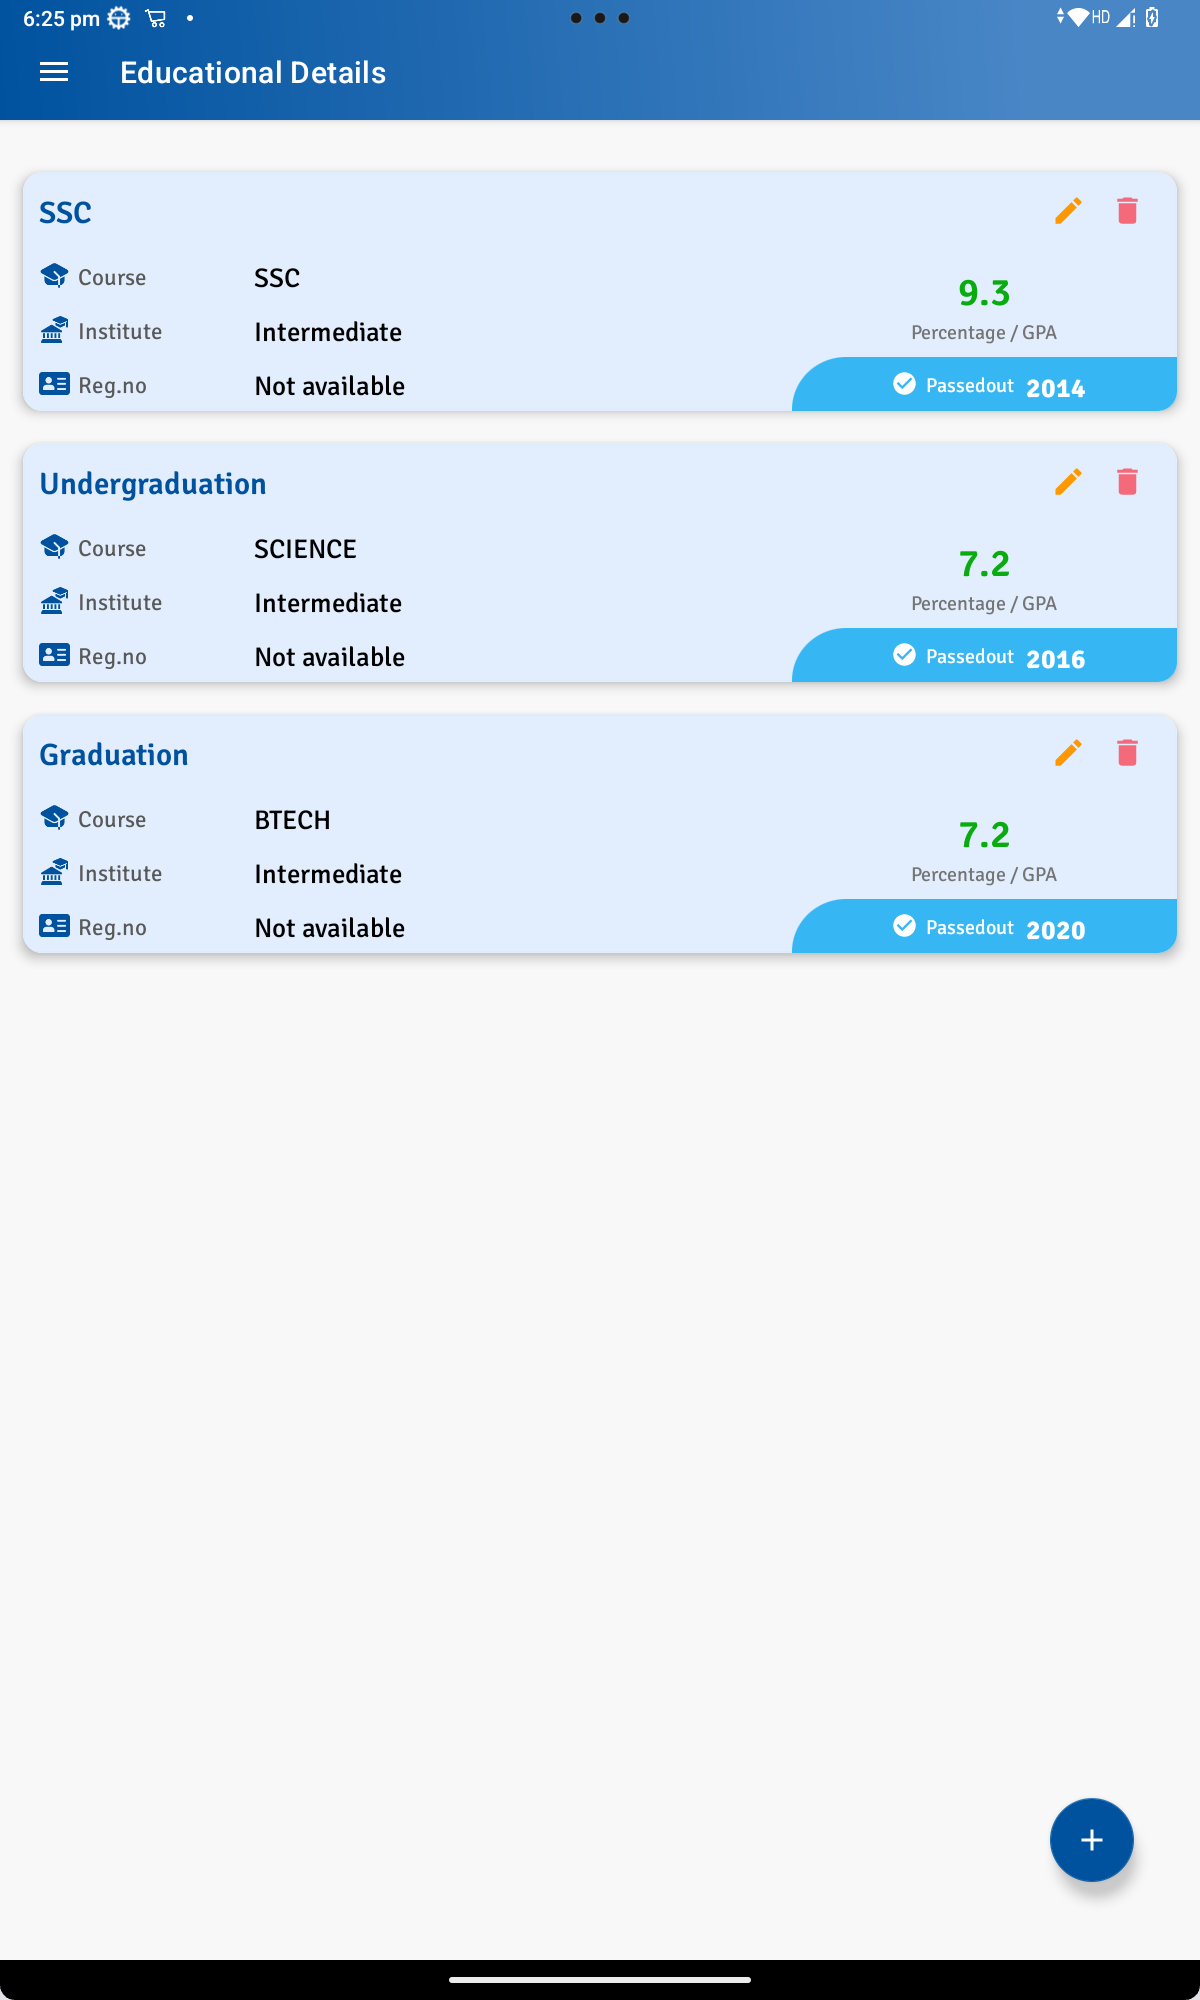 6:25 pm
HD
Educational Details
SSC
Course SSC
Institute Intermediate
Reg.no Not available
9.3
Percentage / GPA
Passedout 2014
Undergraduation
Course SCIENCE
Institute Intermediate
Reg.no Not available
7.2
Percentage / GPA
Passedout 2016
Graduation
Course BTECH
Institute Intermediate
Reg.no Not available
7.2
Percentage / GPA
Passedout 2020